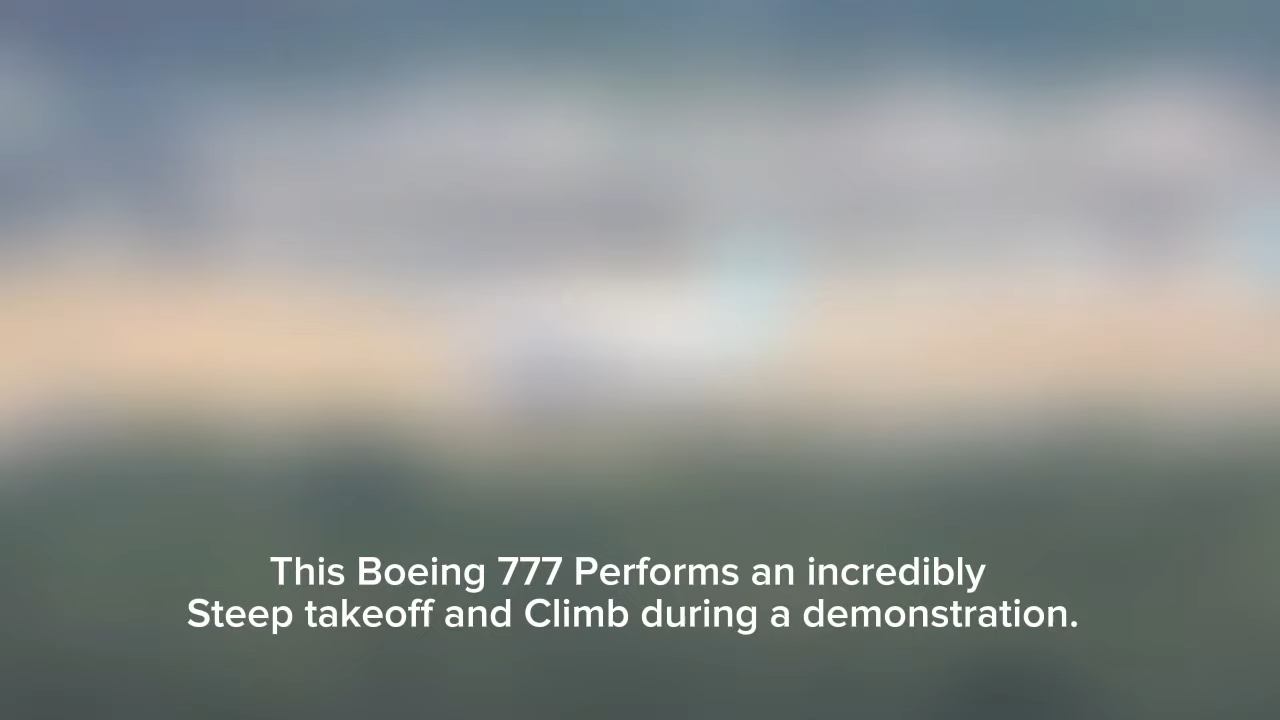 This Boeing 777 Performs an incredibly
Steep takeoff and Climb during a demonstration.